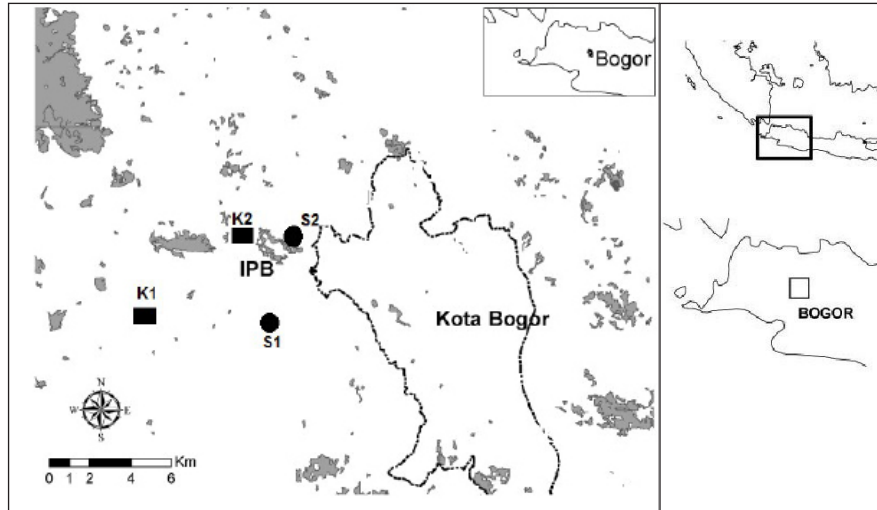 Bogor
K2
S2
IPB
K1
S1
Kota Bogor
N
W E
S
Km
0 1 2 4 6
BOGOR